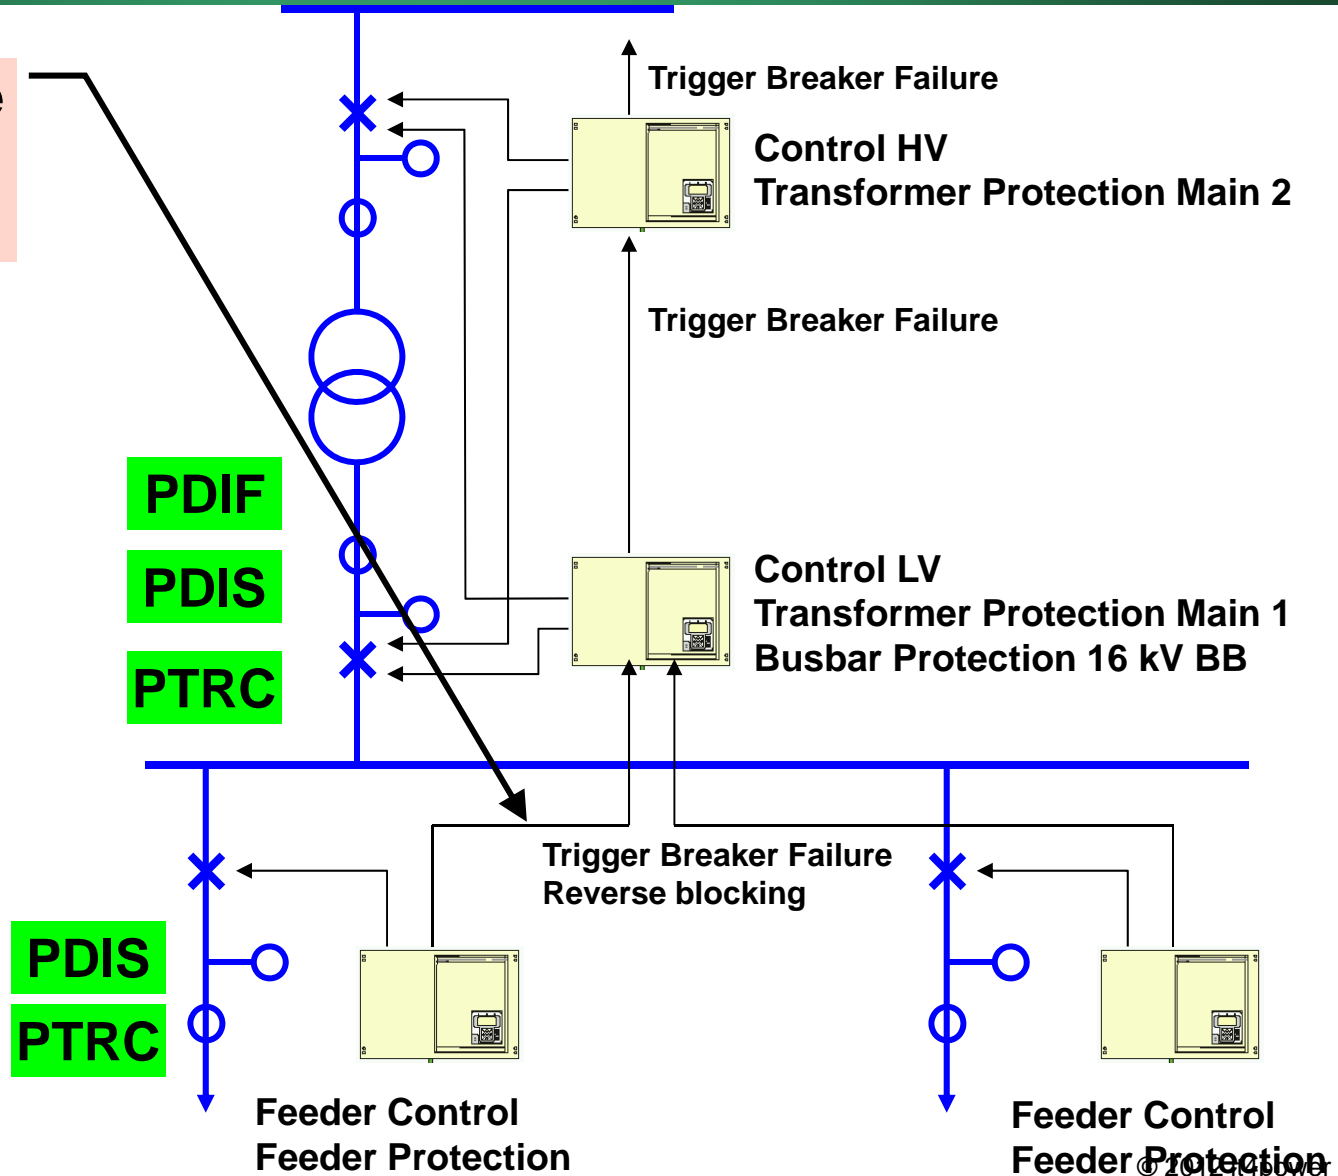 e
Trigger Breaker Failure
Control HV
Transformer Protection Main 2
Trigger Breaker Failure
PDIF
PDIS
PTRC
Control LV
Transformer Protection Main 1
Busbar Protection 16 kV BB
Trigger Breaker Failure
Reverse blocking
PDIS
PTRC
Feeder Control
Feeder Protection
Feeder Control
Feeder Protection
© 2012 it4power